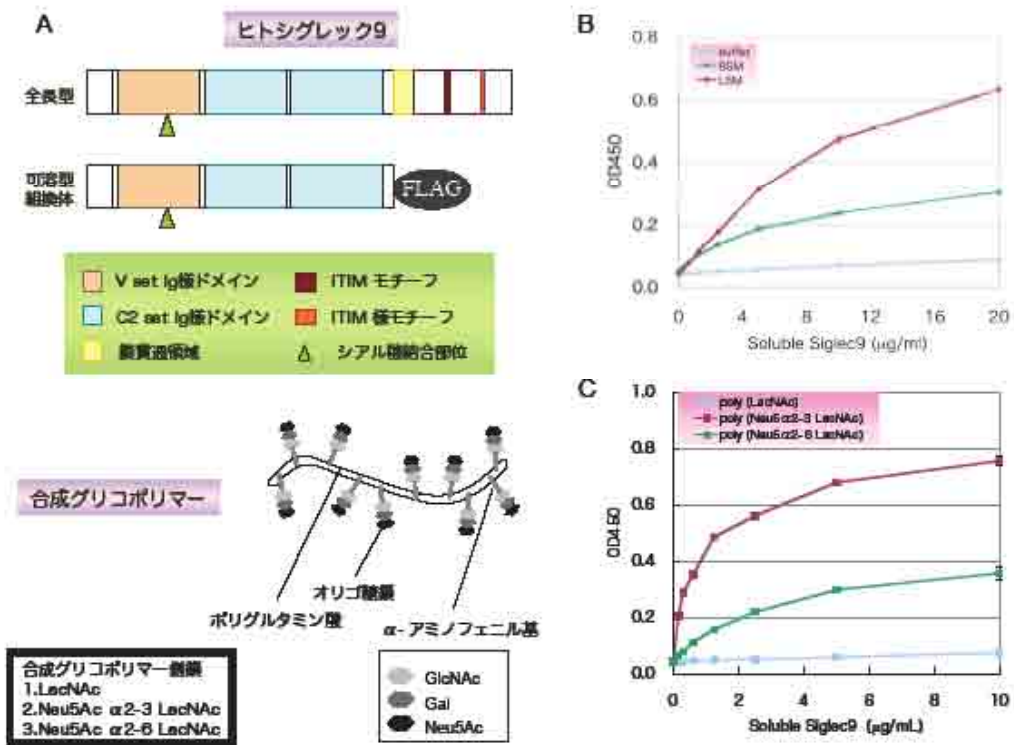 A
ヒトシグレック9
全長型
可溶型
組換体
FLAG
V set Ig様ドメイン
ITIM モチーフ
C2 set Ig様ドメイン
ITIM 様モチーフ
膜貫通領域
シアル酸結合部位
合成グリコポリマー
オリゴ糖鎖
ポリグルタミン酸
α-アミノフェニル基
合成グリコポリマー側鎖
1.LacNAc
2.Neu5Ac α2-3 LacNAc
3.Neu5Ac α2-6 LacNAc
GlcNAc
Gal
Neu5Ac
B
0.8
0.6
0.4
0.2
0.0
OD450
buffer
BSM
LSM
0 4 8 12 16 20
Soluble Siglec9 (μg/ml)
C
1.0
0.8
0.6
0.4
0.2
0.0
OD450
poly (LacNAc)
poly (Neu5α2-3 LacNAc)
poly (Neu5α2-6 LacNAc)
0 2 4 6 8 10
Soluble Siglec9 (μg/mL)